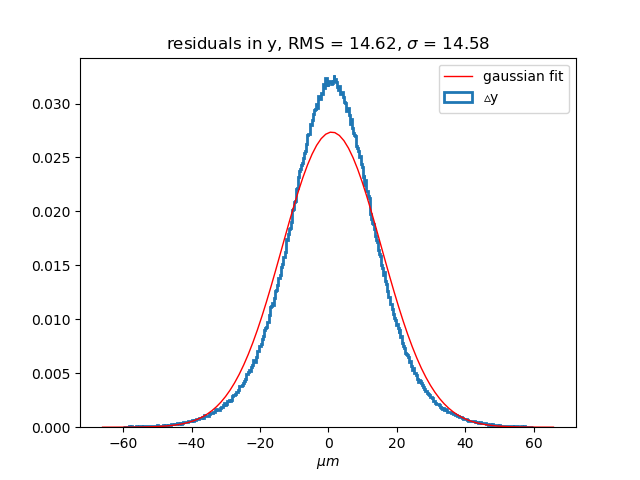 residuals in y, RMS = 14.62, σ = 14.58
gaussian fit
▵y
0.030
0.025
0.020
0.015
0.010
0.005
0.000
−60 −40 −20 0 20 40 60
μm